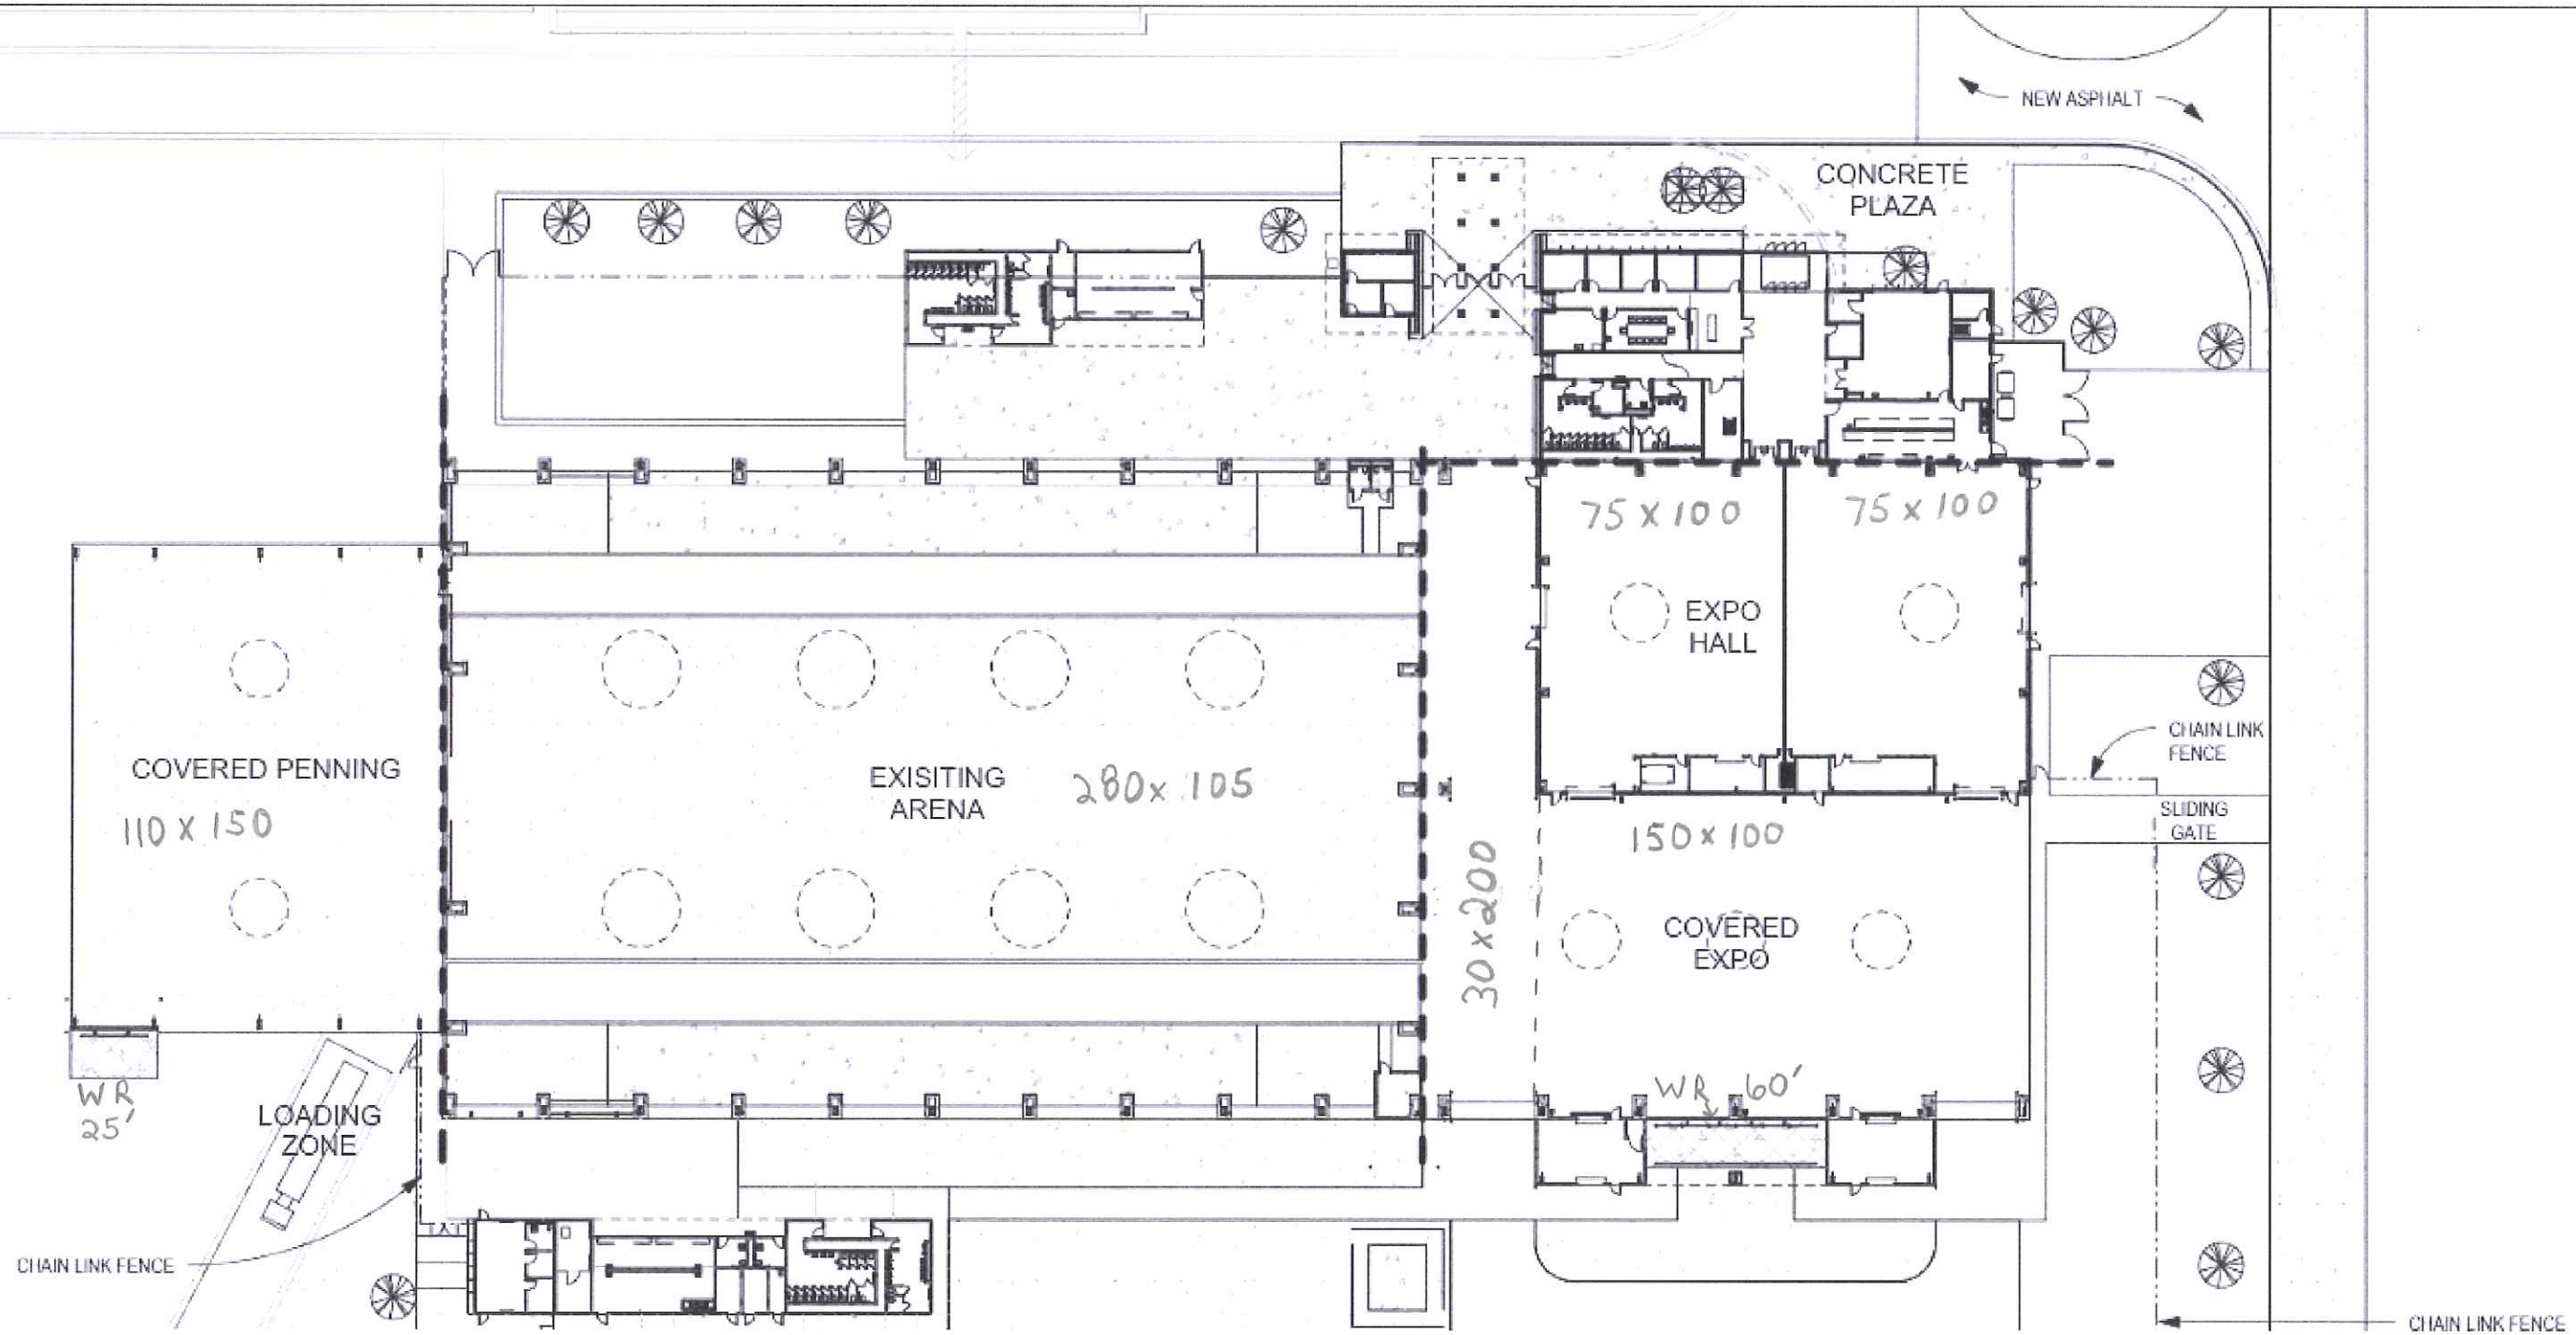 NEW ASPHALT
CONCRETE
PLAZA
75 x 100
75 x 100
EXPO
HALL
CHAIN LINK
FENCE
COVERED PENNING
110 x 150
EXISITING
ARENA
280 x 105
SLIDING
GATE
150 x 100
30 x 200
COVERED
EXPO
WR 60'
WR
25'
LOADING
ZONE
CHAIN LINK FENCE
CHAIN LINK FENCE